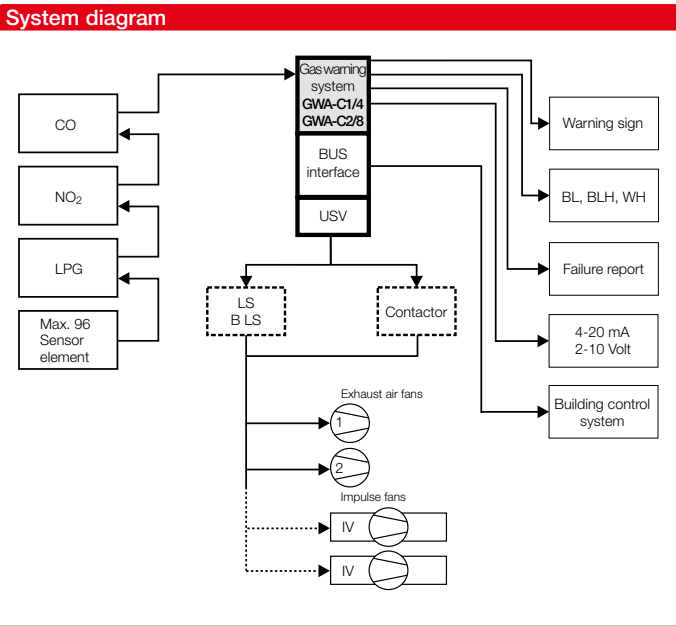 System diagram
CO
NO₂
LPG
Max. 96
Sensor
element
Gas warning
system
GWA-C1/4
GWA-C2/8
BUS
interface
USV
LS
B LS
Contactor
Warning sign
BL, BLH, WH
Failure report
4-20 mA
2-10 Volt
Building control
system
Exhaust air fans
1
2
Impulse fans
IV
IV